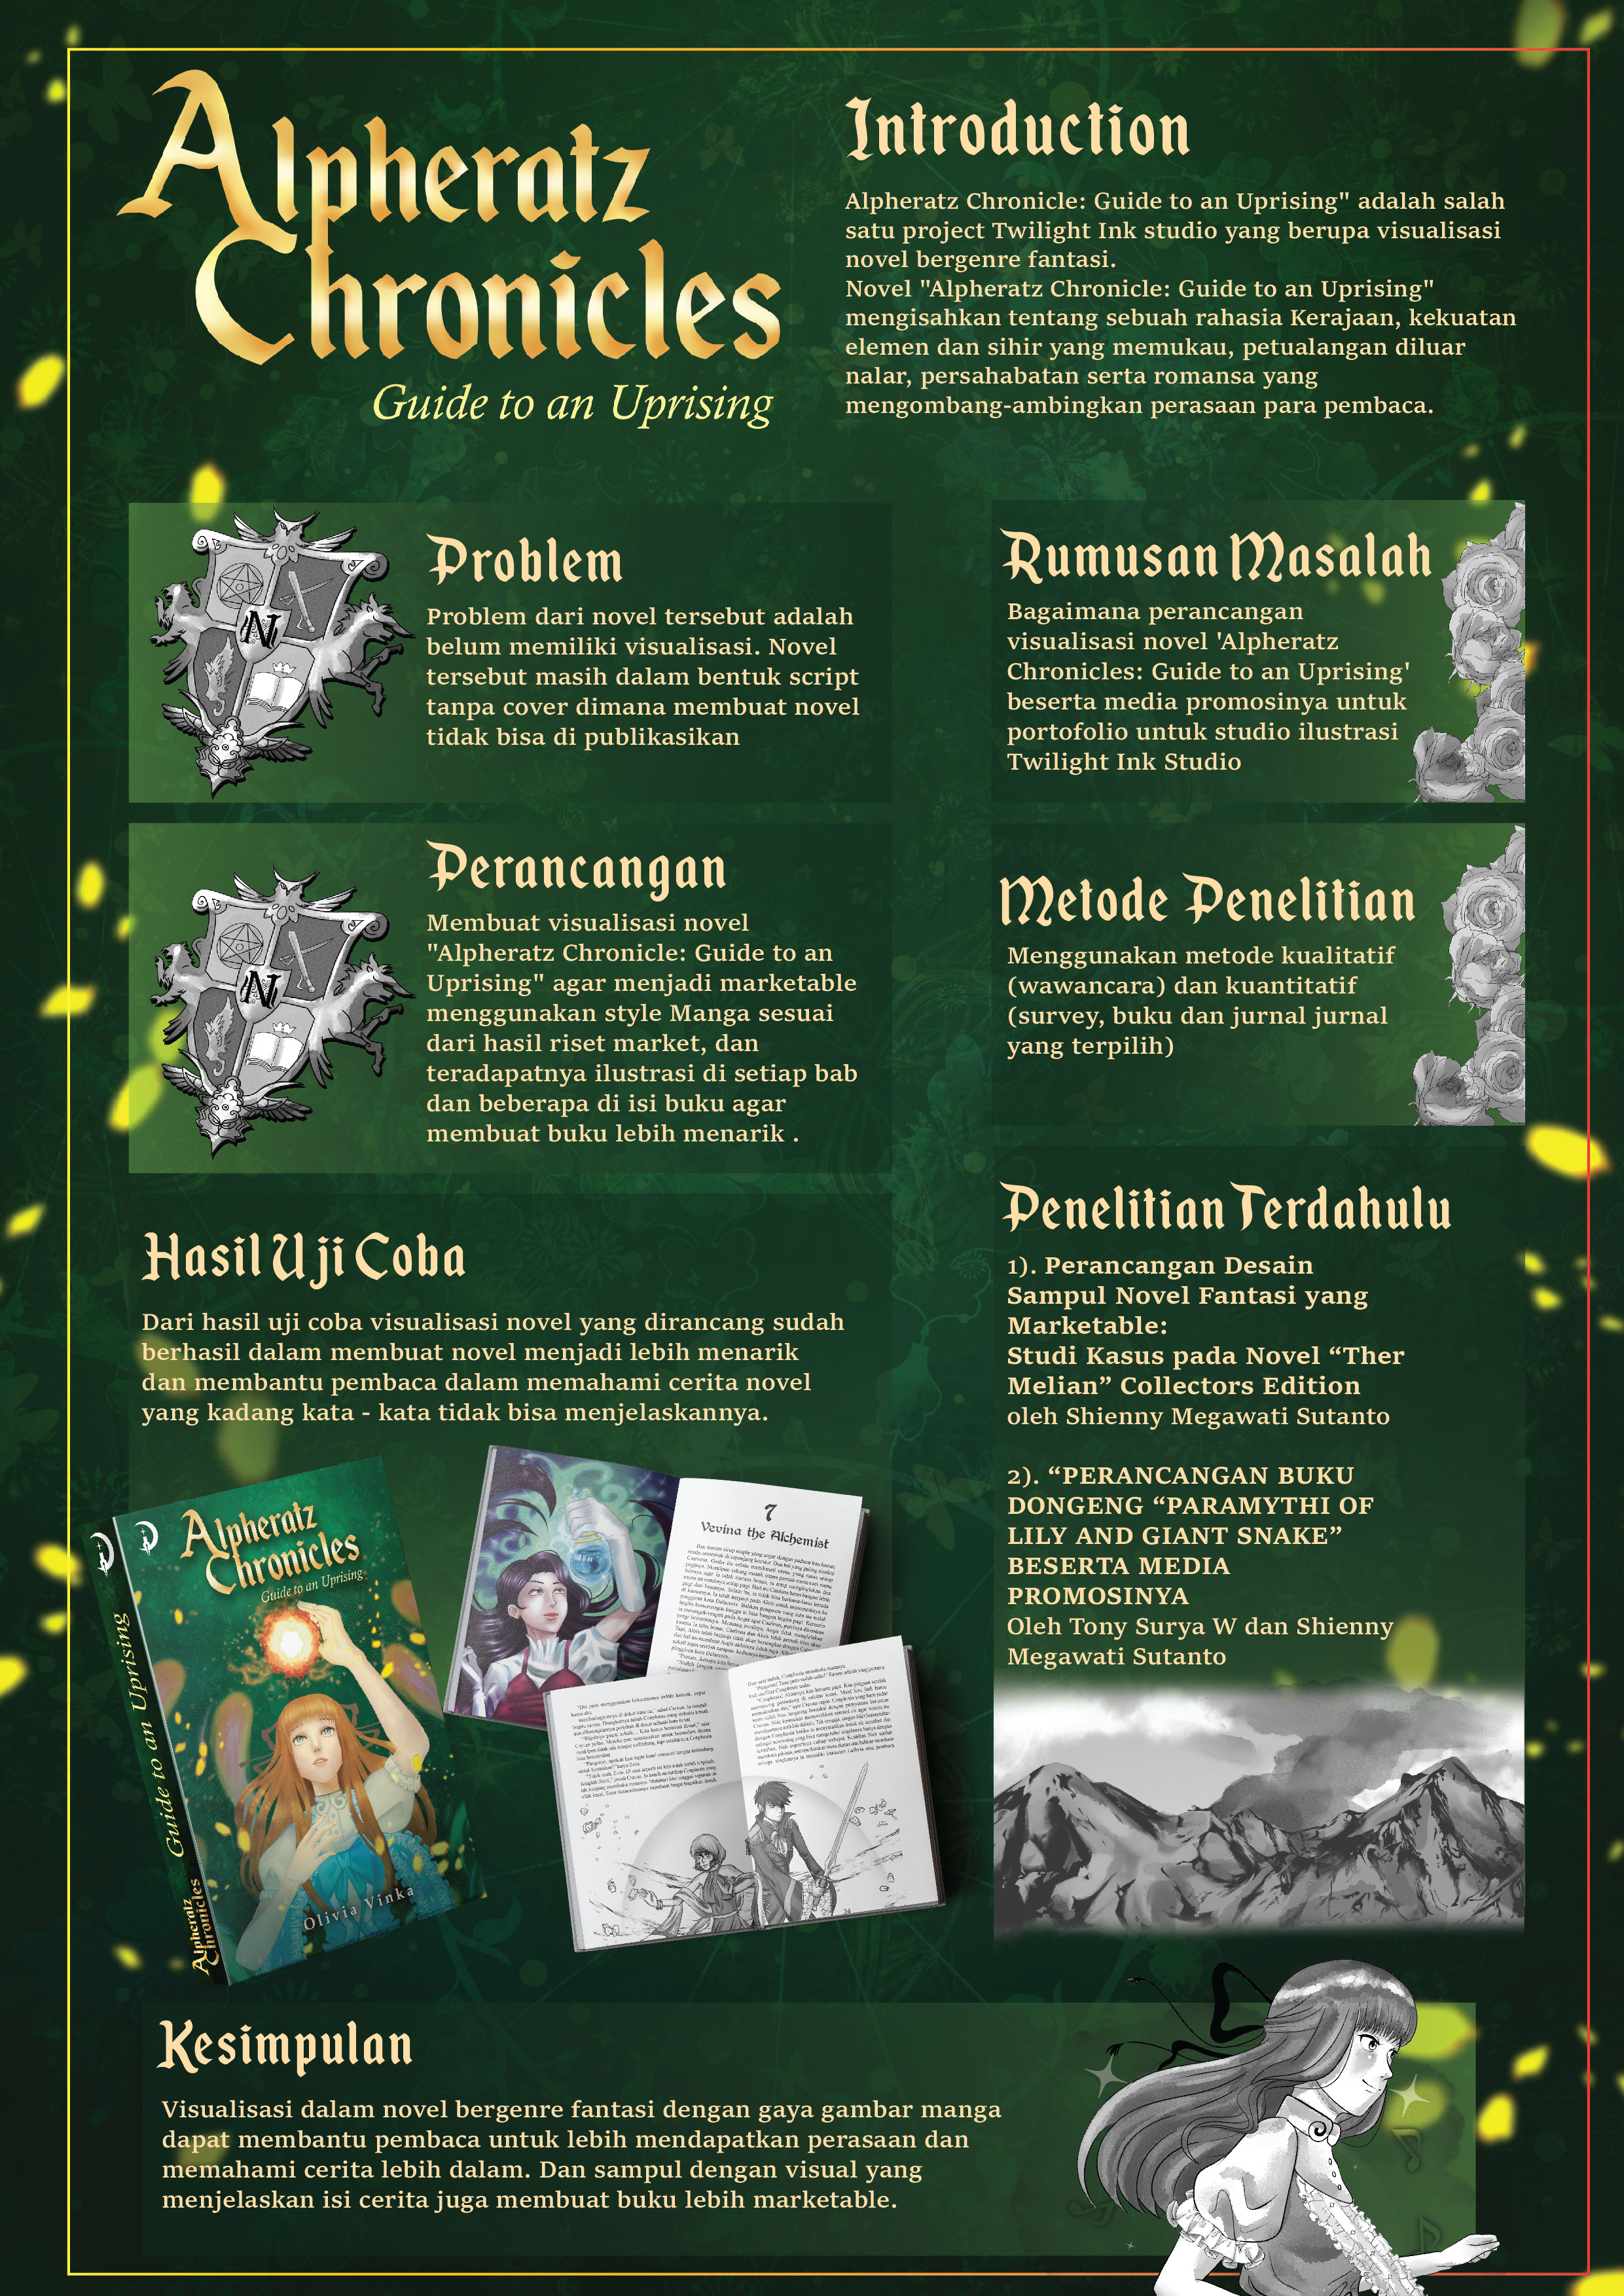 Alpheratz
Chronicles
Guide to an Uprising
Introduction
Alpheratz Chronicle: Guide to an Uprising" adalah salah
satu project Twilight Ink studio yang berupa visualisasi
novel bergenre fantasi.
Novel "Alpheratz Chronicle: Guide to an Uprising"
mengisahkan tentang sebuah rahasia Kerajaan, kekuatan
elemen dan sihir yang memukau, petualangan diluar
nalar, persahabatan serta romansa yang
mengombang-ambingkan perasaan para pembaca.
N
Problem
Problem dari novel tersebut adalah
belum memiliki visualisasi. Novel
tersebut masih dalam bentuk script
tanpa cover dimana membuat novel
tidak bisa di publikasikan
Rumusan Masalah
Bagaimana perancangan
visualisasi novel 'Alpheratz
Chronicles: Guide to an Uprising'
beserta media promosinya untuk
portofolio untuk studio ilustrasi
Twilight Ink Studio
N
Perancangan
Membuat visualisasi novel
"Alpheratz Chronicle: Guide to an
Uprising" agar menjadi marketable
menggunakan style Manga sesuai
dari hasil riset market, dan
teradapatnya ilustrasi di setiap bab
dan beberapa di isi buku agar
membuat buku lebih menarik .
Metode Penelitian
Menggunakan metode kualitatif
(wawancara) dan kuantitatif
(survey, buku dan jurnal jurnal
yang terpilih)
Hasil Uji Coba
Dari hasil uji coba visualisasi novel yang dirancang sudah
berhasil dalam membuat novel menjadi lebih menarik
dan membantu pembaca dalam memahami cerita novel
yang kadang kata - kata tidak bisa menjelaskannya.
Penelitian Terdahulu
1). Perancangan Desain
Sampul Novel Fantasi yang
Marketable:
Studi Kasus pada Novel “Ther
Melian” Collectors Edition
oleh Shienny Megawati Sutanto
2). “PERANCANGAN BUKU
DONGENG “PARAMYTHI OF
LILY AND GIANT SNAKE”
BESERTA MEDIA
PROMOSINYA
Oleh Tony Surya W dan Shienny
Megawati Sutanto
Alpheratz
Chronicles
Guide to an Uprising
Olivia Vinka
Guide to an Uprising
Alpheratz
Chronicles
7
Vevina the Alchemist
Kesimpulan
Visualisasi dalam novel bergenre fantasi dengan gaya gambar manga
dapat membantu pembaca untuk lebih mendapatkan perasaan dan
memahami cerita lebih dalam. Dan sampul dengan visual yang
menjelaskan isi cerita juga membuat buku lebih marketable.